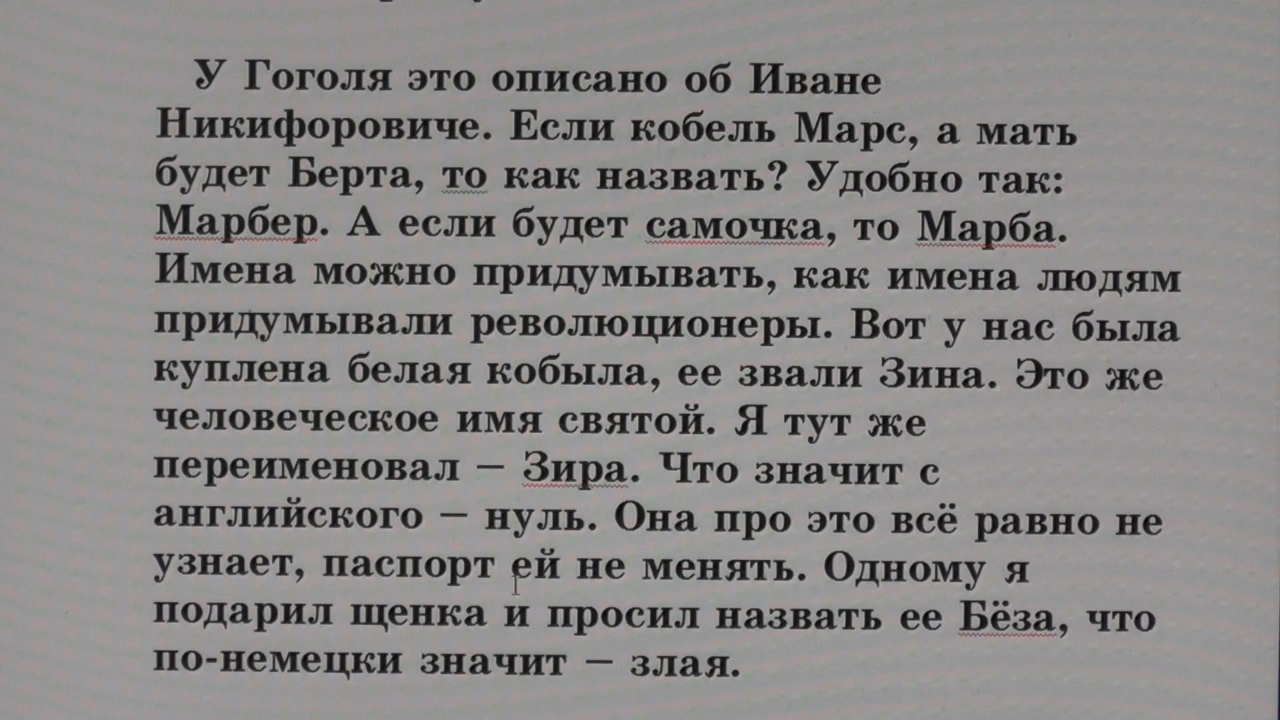 У Гоголя это описано об Иване
Никифоровиче. Если кобель Марс, а мать
будет Берта, то как назвать? Удобно так:
Марбер. А если будет самочка, то Марба.
Имена можно придумывать, как имена людям
придумывали революционеры. Вот у нас была
куплена белая кобыла, ее звали Зина. Это же
человеческое имя святой. Я тут же
переименовал – Зира. Что значит с
английского – нуль. Она про это всё равно не
узнает, паспорт ей не менять. Одному я
подарил щенка и просил назвать ее Бёза, что
по-немецки значит – злая.